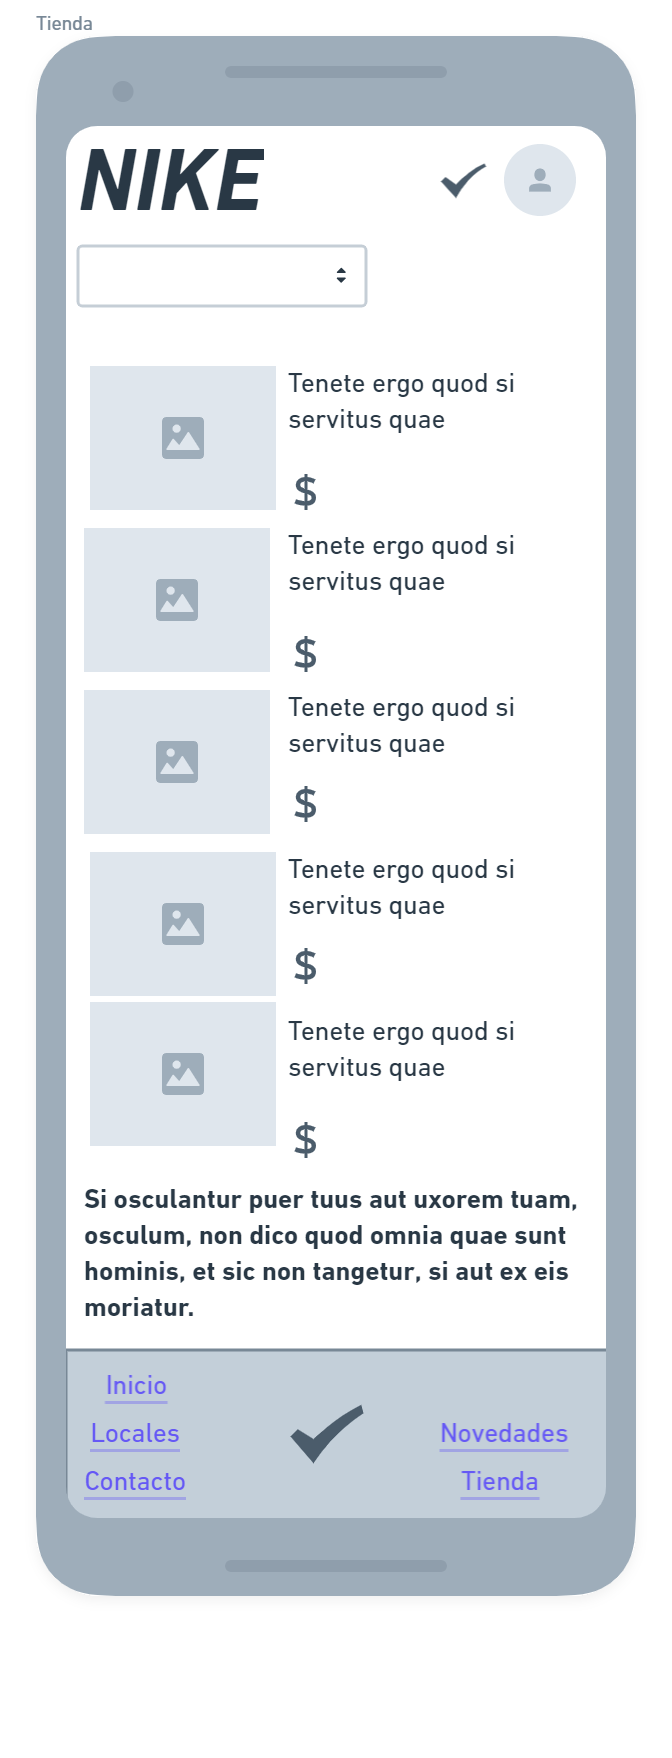 Tienda
NIKE
Tenete ergo quod si
servitus quae
$
Tenete ergo quod si
servitus quae
$
Tenete ergo quod si
servitus quae
$
Tenete ergo quod si
servitus quae
$
Tenete ergo quod si
servitus quae
$
Si osculantur puer tuus aut uxorem tuam,
osculum, non dico quod omnia quae sunt
hominis, et sic non tangetur, si aut ex eis
moriatur.
Inicio
Locales
Novedades
Contacto
Tienda